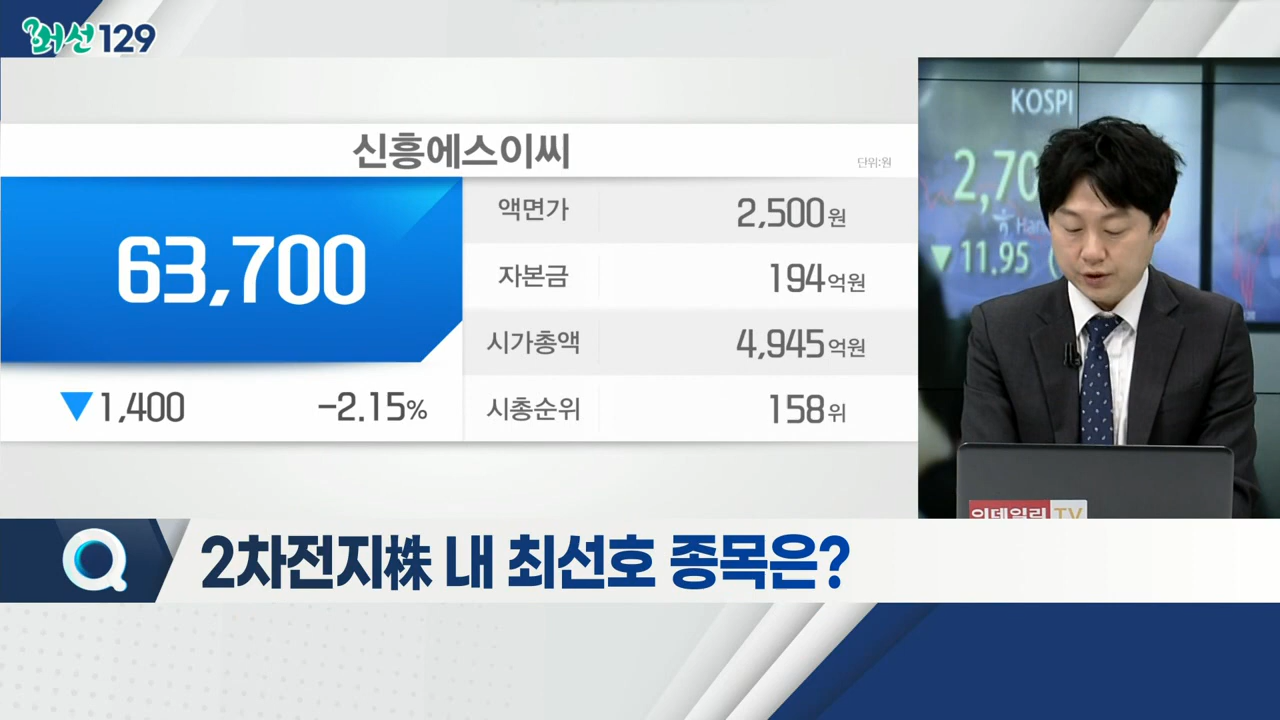 최선129
신흥에스이씨
단위:원
63,700
▼1,400 -2.15%
액면가 2,500원
자본금 194억원
시가총액 4,945억원
시총순위 158위
KOSPI
2,70
▼11.95
이데일리TV
Q 2차전지株 내 최선호 종목은?